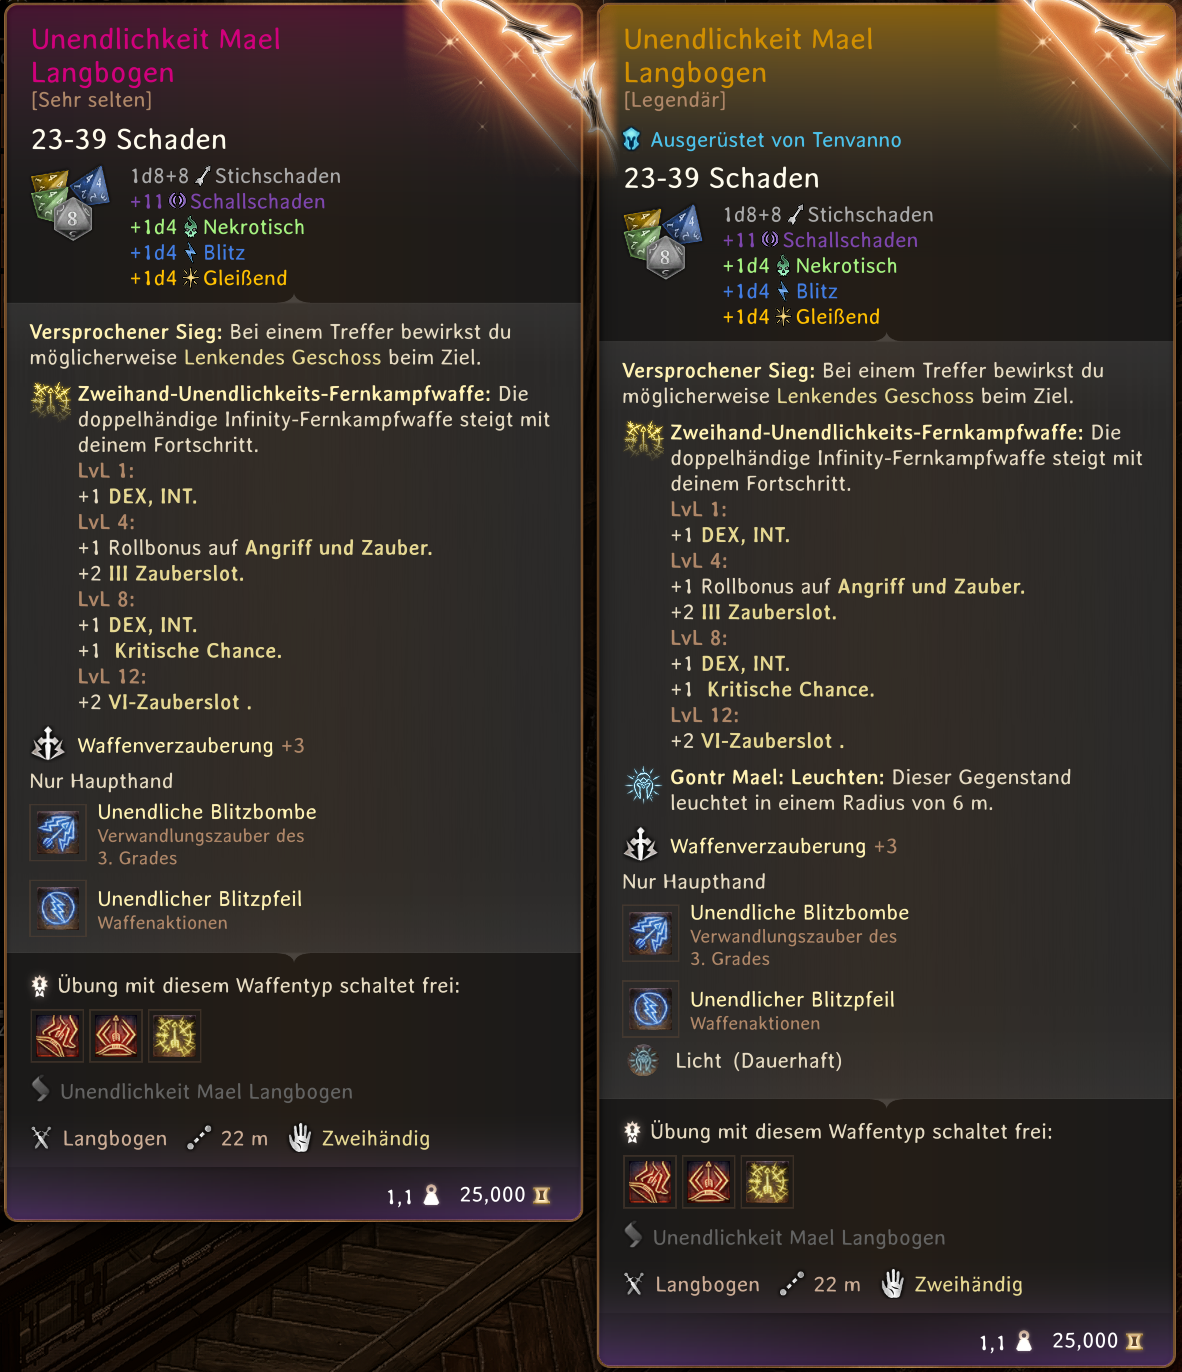 Unendlichkeit Mael
Langbogen
[Sehr selten]
23-39 Schaden
1d8+8 Stichschaden
+11 Schallschaden
+1d4 Nekrotisch
+1d4 Blitz
+1d4 Gleißend
Versprochener Sieg: Bei einem Treffer bewirkst du
möglicherweise Lenkendes Geschoss beim Ziel.
Zweihand-Unendlichkeits-Fernkampfwaffe: Die
doppelhändige Infinity-Fernkampfwaffe steigt mit
deinem Fortschritt.
LvL 1:
+1 DEX, INT.
LvL 4:
+1 Rollbonus auf Angriff und Zauber.
+2 III Zauberslot.
LvL 8:
+1 DEX, INT.
+1 Kritische Chance.
LvL 12:
+2 VI-Zauberslot .
Waffenverzauberung +3
Nur Haupthand
Unendliche Blitzbombe
Verwandlungszauber des
3. Grades
Unendlicher Blitzpfeil
Waffenaktionen
Übung mit diesem Waffentyp schaltet frei:
Unendlichkeit Mael Langbogen
Langbogen 22 m Zweihändig
1,1 25,000
Unendlichkeit Mael
Langbogen
[Legendär]
Ausgerüstet von Tenvanno
23-39 Schaden
1d8+8 Stichschaden
+11 Schallschaden
+1d4 Nekrotisch
+1d4 Blitz
+1d4 Gleißend
Versprochener Sieg: Bei einem Treffer bewirkst du
möglicherweise Lenkendes Geschoss beim Ziel.
Zweihand-Unendlichkeits-Fernkampfwaffe: Die
doppelhändige Infinity-Fernkampfwaffe steigt mit
deinem Fortschritt.
LvL 1:
+1 DEX, INT.
LvL 4:
+1 Rollbonus auf Angriff und Zauber.
+2 III Zauberslot.
LvL 8:
+1 DEX, INT.
+1 Kritische Chance.
LvL 12:
+2 VI-Zauberslot .
Gontr Mael: Leuchten: Dieser Gegenstand
leuchtet in einem Radius von 6 m.
Waffenverzauberung +3
Nur Haupthand
Unendliche Blitzbombe
Verwandlungszauber des
3. Grades
Unendlicher Blitzpfeil
Waffenaktionen
Licht (Dauerhaft)
Übung mit diesem Waffentyp schaltet frei:
Unendlichkeit Mael Langbogen
Langbogen 22 m Zweihändig
1,1 25,000